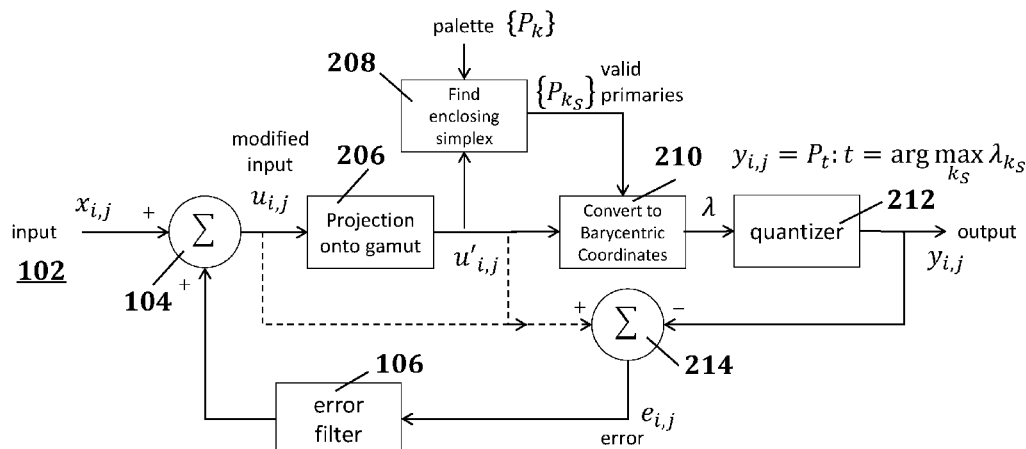 palette {P_k}
208
Find
enclosing
simplex
{P_{k_S}} valid
primaries
modified
input
206
210
y_{i,j} = P_t: t = arg max λ_{k_S}
k_S
212
x_{i,j}
+
Σ
u_{i,j}
Projection
onto gamut
u'_{i,j}
Convert to
Barycentric
Coordinates
λ
quantizer
output
y_{i,j}
input
102
104
+
+
Σ
−
214
106
error
filter
e_{i,j}
error